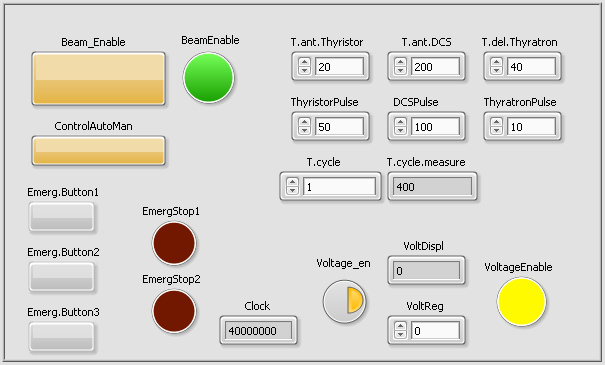 Beam_Enable
BeamEnable
T.ant.Thyristor
T.ant.DCS
T.del.Thyratron
20
200
40
ControlAutoMan
ThyristorPulse
DCSPulse
ThyratronPulse
50
100
10
T.cycle
T.cycle.measure
1
400
Emerg.Button1
EmergStop1
Emerg.Button2
EmergStop2
Emerg.Button3
Clock
40000000
Voltage_en
VoltDispl
0
VoltageEnable
VoltReg
0